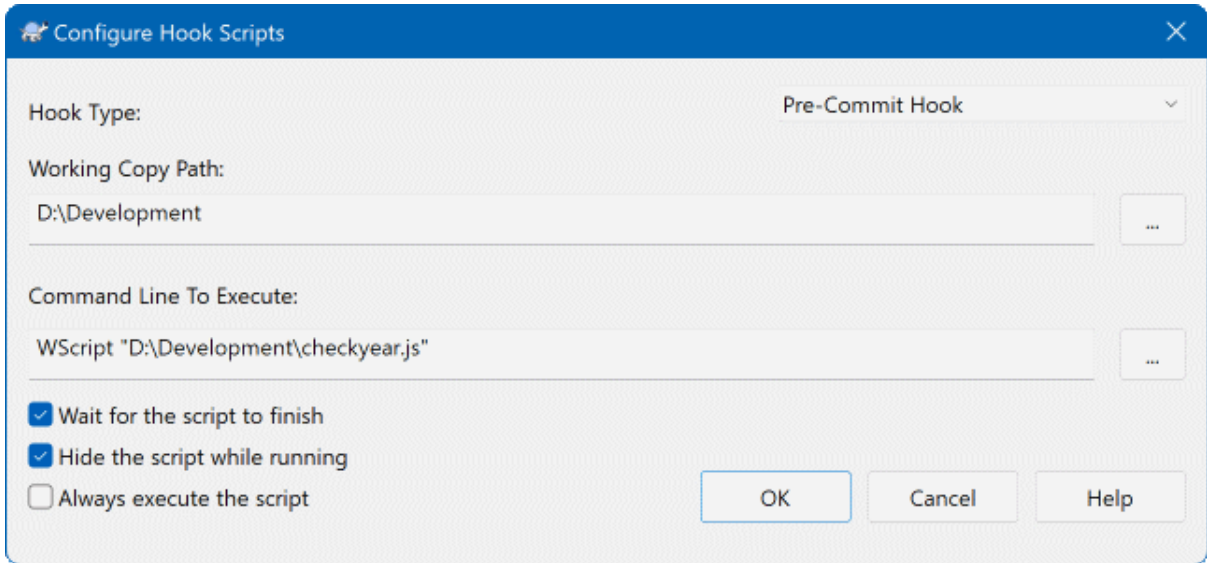 Configure Hook Scripts
Hook Type:
Pre-Commit Hook
Working Copy Path:
D:\Development
...
Command Line To Execute:
WScript "D:\Development\checkyear.js"
...
Wait for the script to finish
Hide the script while running
Always execute the script
OK
Cancel
Help